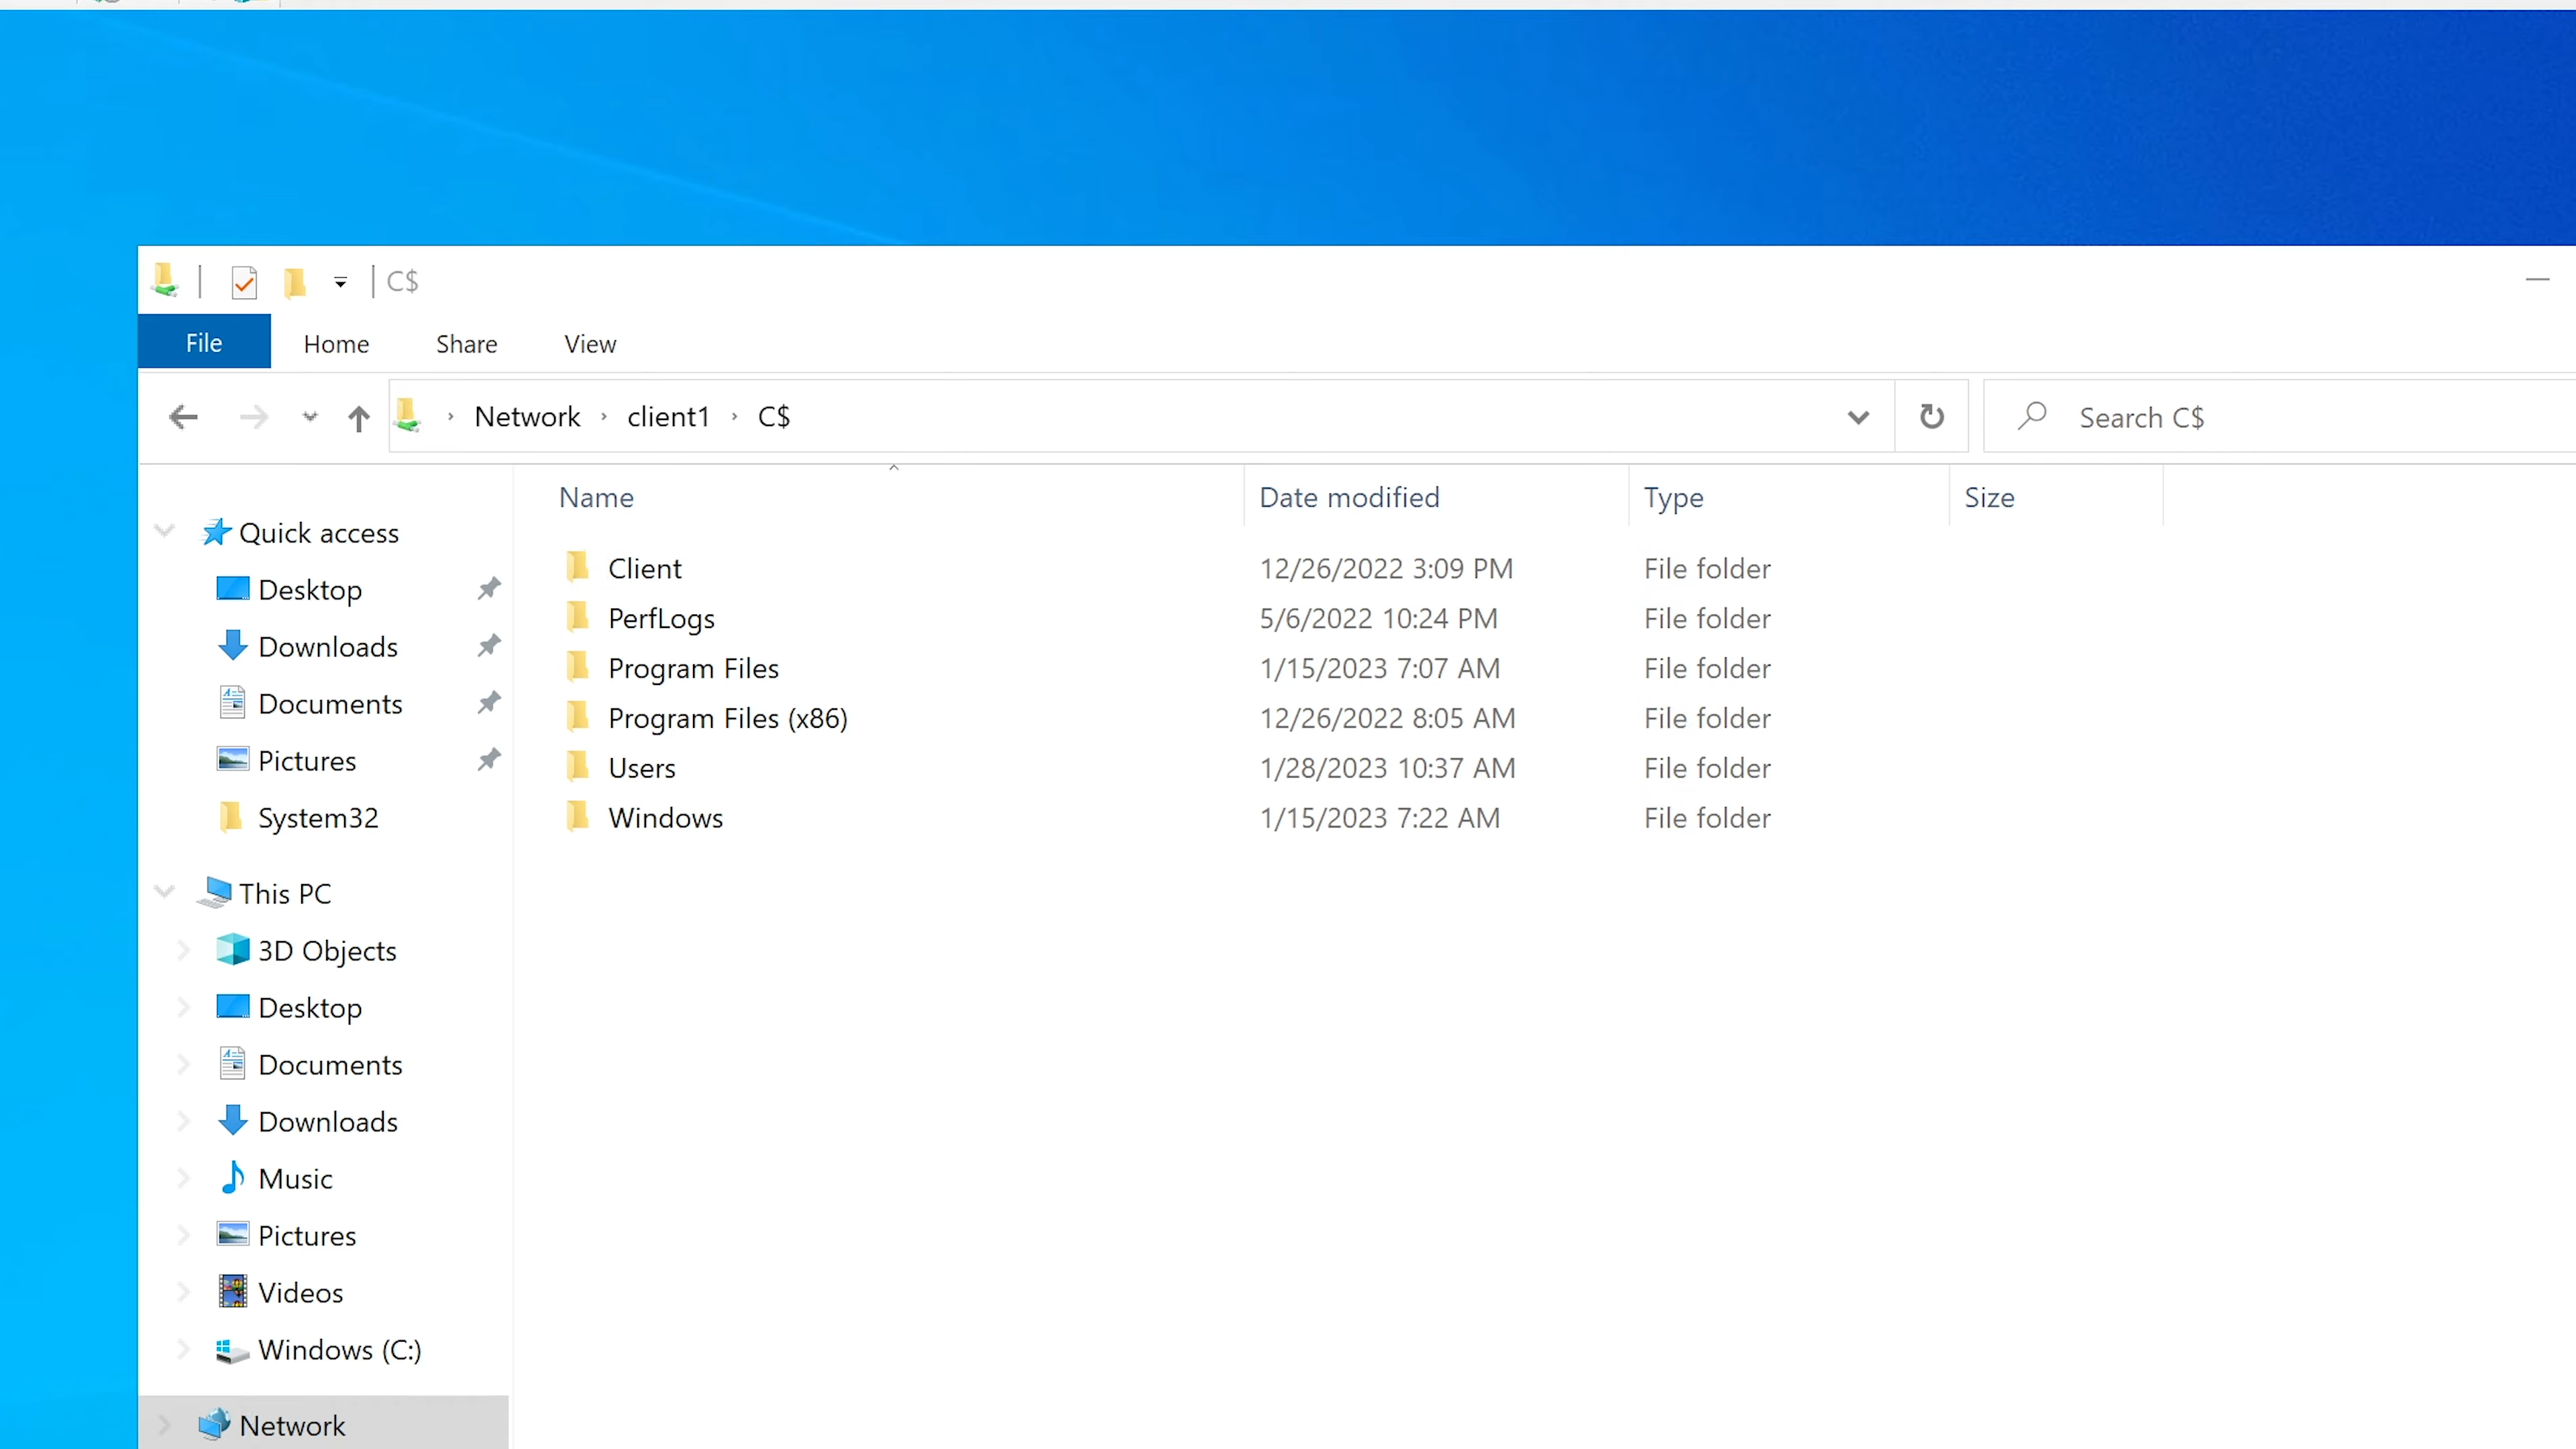 C$
File Home Share View
Network client1 C$
Search C$
Name Date modified Type Size
Quick access
Desktop
Downloads
Documents
Pictures
System32
This PC
3D Objects
Desktop
Documents
Downloads
Music
Pictures
Videos
Windows (C:)
Network
Client 12/26/2022 3:09 PM File folder
PerfLogs 5/6/2022 10:24 PM File folder
Program Files 1/15/2023 7:07 AM File folder
Program Files (x86) 12/26/2022 8:05 AM File folder
Users 1/28/2023 10:37 AM File folder
Windows 1/15/2023 7:22 AM File folder